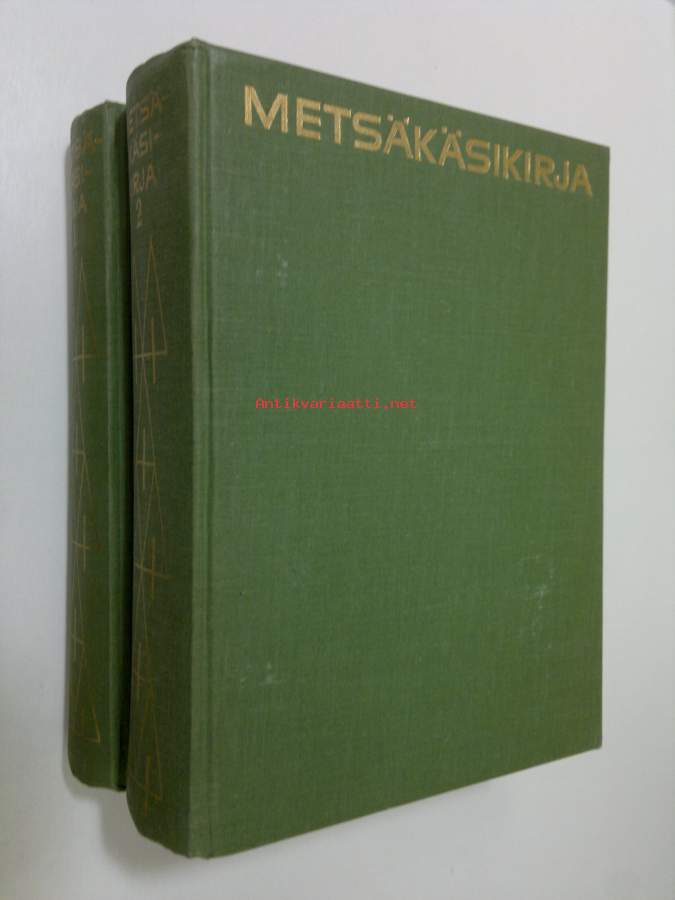 METSÄKÄSIKIRJA
METSÄ-
KÄSI-
KIRJA
2
Antikvariaatti.net